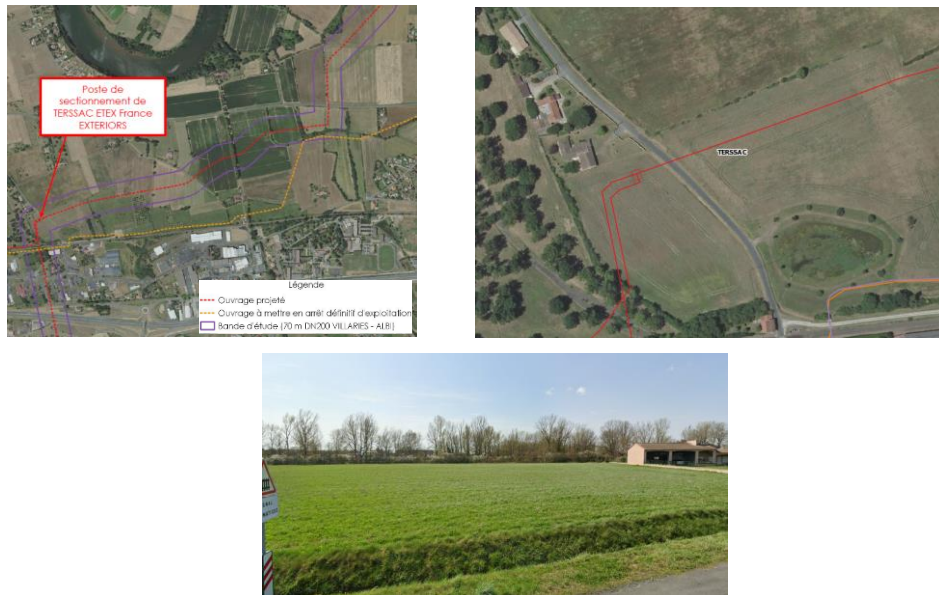 Poste de
sectionnement de
TERSSAC ETEX France
EXTERIORS
Légende
Ouvrage projeté
Ouvrage à mettre en arrêt définitif d'exploitation
Bande d'étude (70 m DN200 VILLARIES - ALBI)
TERSSAC